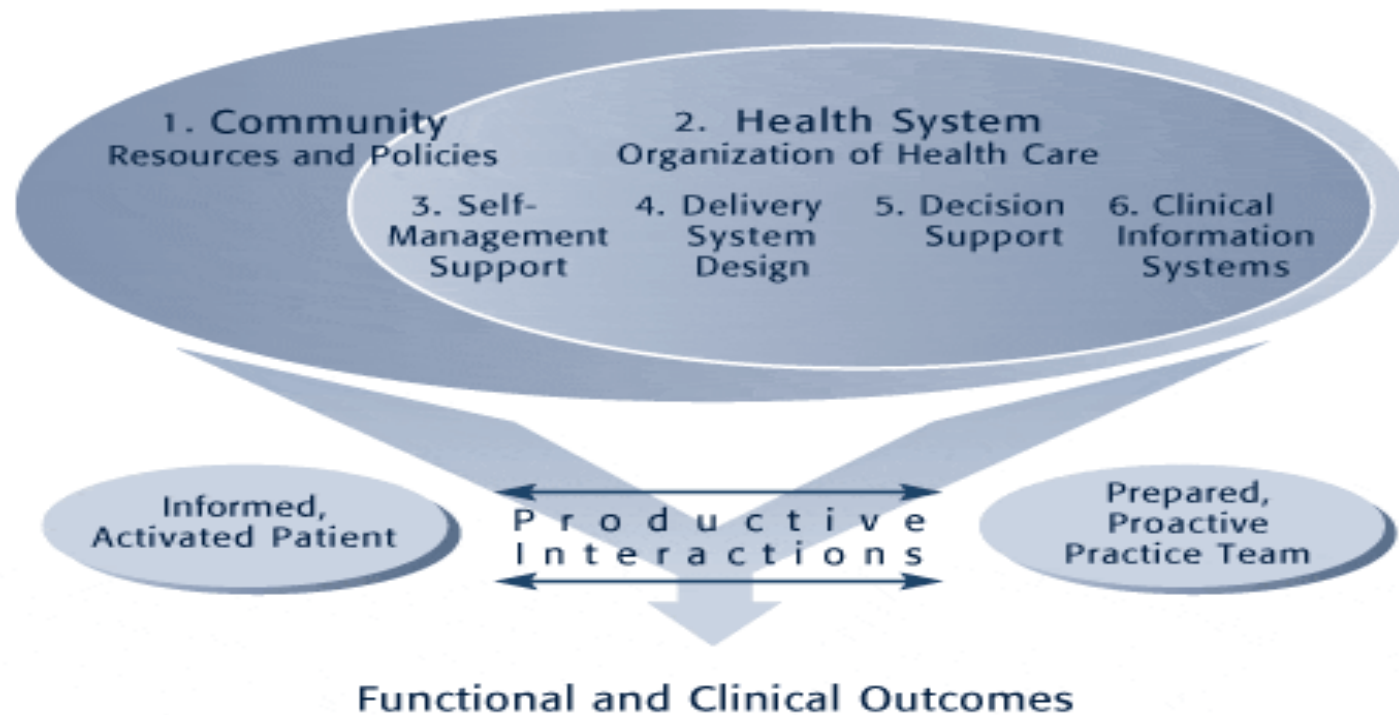 1. Community
Resources and Policies
2. Health System
Organization of Health Care
3. Self-
Management
Support
4. Delivery
System
Design
5. Decision
Support
6. Clinical
Information
Systems
Informed,
Activated Patient
Productive
Interactions
Prepared,
Proactive
Practice Team
Functional and Clinical Outcomes